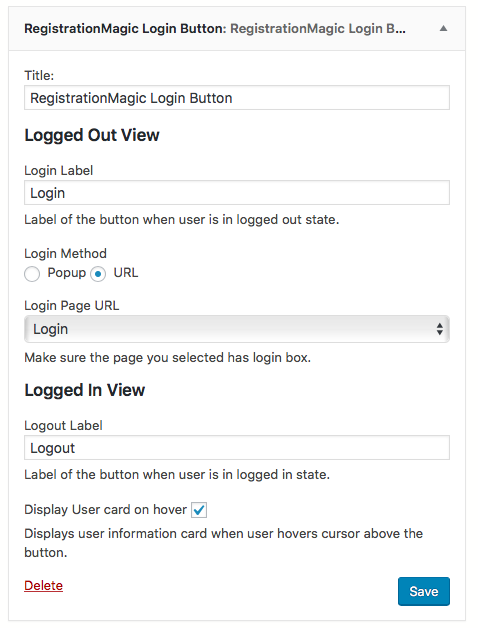 RegistrationMagic Login Button: RegistrationMagic Login B...
Title:
RegistrationMagic Login Button
Logged Out View
Login Label
Login
Label of the button when user is in logged out state.
Login Method
Popup URL
Login Page URL
Login
Make sure the page you selected has login box.
Logged In View
Logout Label
Logout
Label of the button when user is in logged in state.
Display User card on hover
Displays user information card when user hovers cursor above the
button.
Delete Save